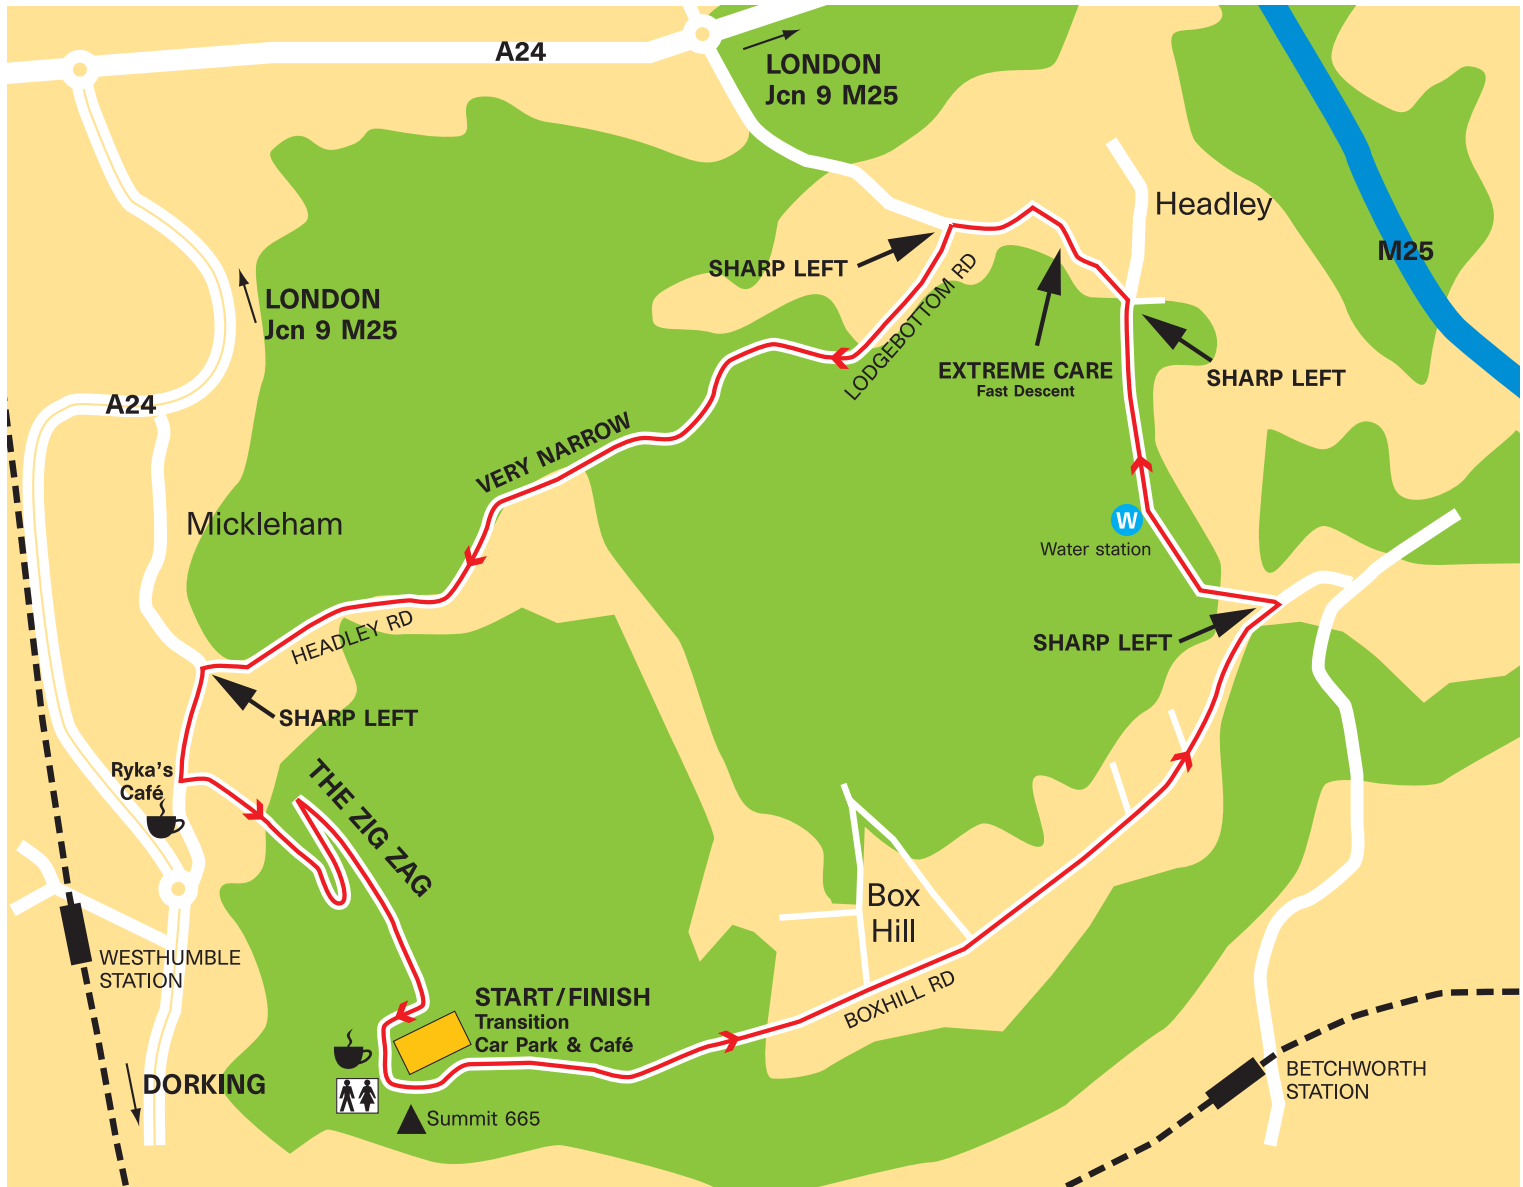 A24
LONDON
Jcn 9 M25
Headley
M25
SHARP LEFT
LODGEBOTTOM RD
LONDON
Jcn 9 M25
EXTREME CARE
Fast Descent
SHARP LEFT
A24
VERY NARROW
Mickleham
W
Water station
HEADLEY RD
SHARP LEFT
SHARP LEFT
Ryka's
Café
THE ZIG ZAG
Box
Hill
WESTHUMBLE
STATION
START/FINISH
Transition
Car Park & Café
BOXHILL RD
DORKING
BETCHWORTH
STATION
Summit 665